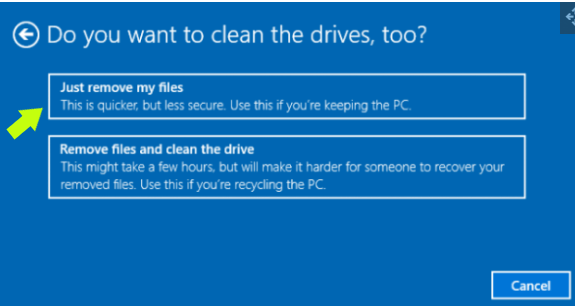 Do you want to clean the drives, too?
Just remove my files
This is quicker, but less secure. Use this if you're keeping the PC.
Remove files and clean the drive
This might take a few hours, but will make it harder for someone to recover your
removed files. Use this if you're recycling the PC.
Cancel